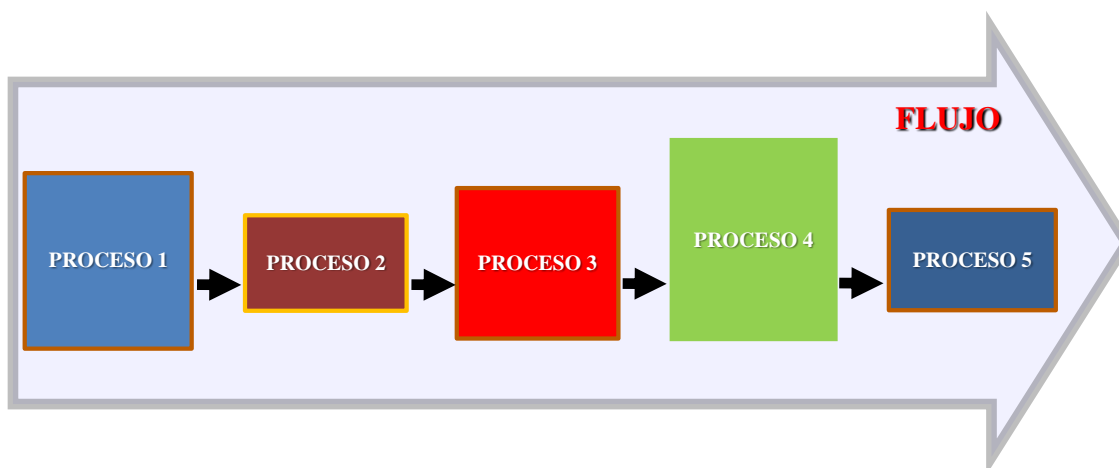 FLUJO
PROCESO 1
PROCESO 2
PROCESO 3
PROCESO 4
PROCESO 5